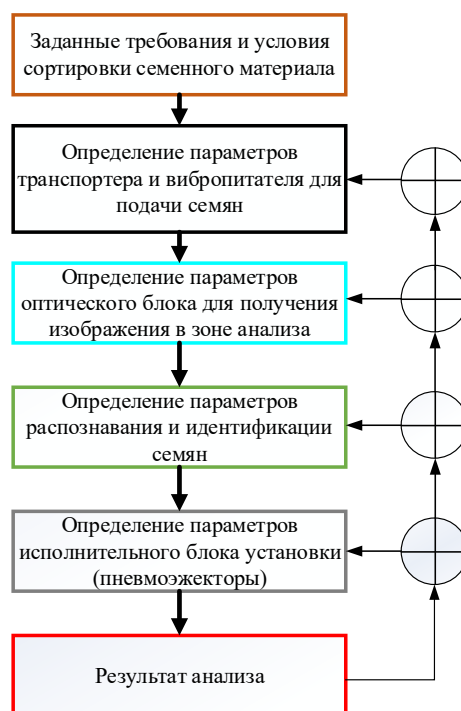 Заданные требования и условия
сортировки семенного материала
Определение параметров
транспортера и вибропитателя для
подачи семян
Определение параметров
оптического блока для получения
изображения в зоне анализа
Определение параметров
распознавания и идентификации
семян
Определение параметров
исполнительного блока установки
(пневмоэжекторы)
Результат анализа